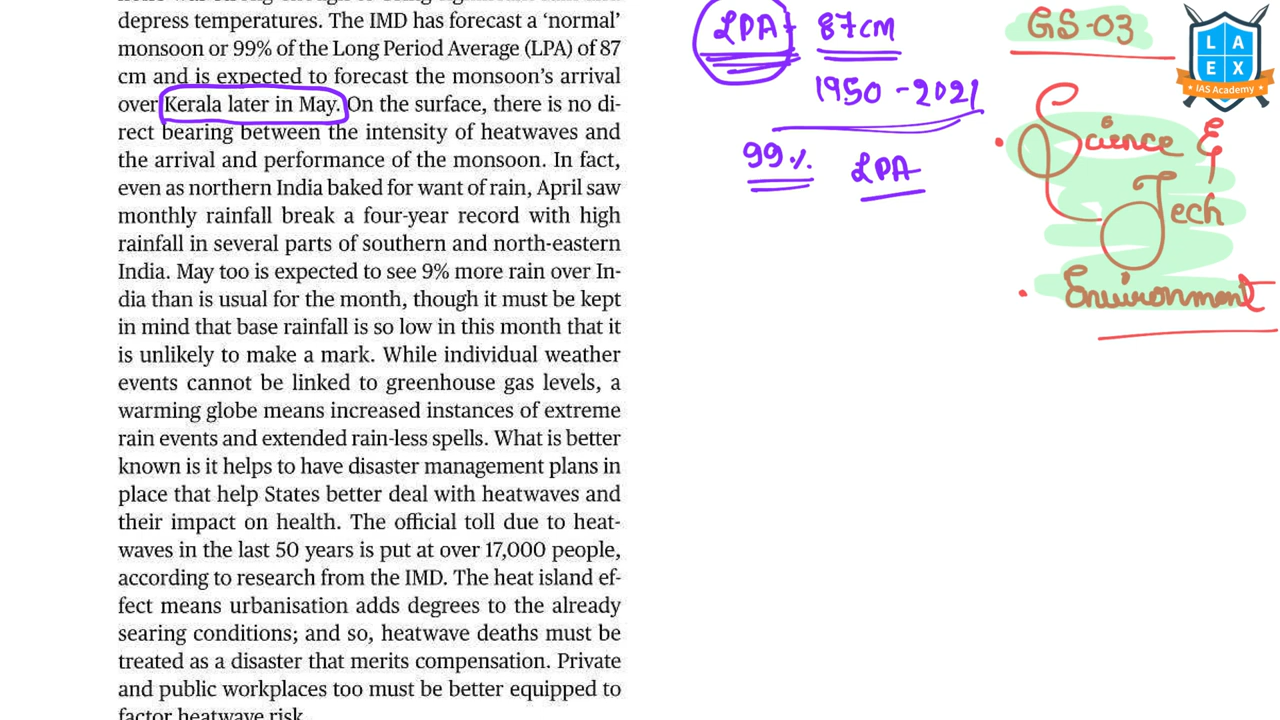 depress temperatures. The IMD has forecast a ‘normal’
monsoon or 99% of the Long Period Average (LPA) of 87
cm and is expected to forecast the monsoon’s arrival
over Kerala later in May. On the surface, there is no di-
rect bearing between the intensity of heatwaves and
the arrival and performance of the monsoon. In fact,
even as northern India baked for want of rain, April saw
monthly rainfall break a four-year record with high
rainfall in several parts of southern and north-eastern
India. May too is expected to see 9% more rain over In-
dia than is usual for the month, though it must be kept
in mind that base rainfall is so low in this month that it
is unlikely to make a mark. While individual weather
events cannot be linked to greenhouse gas levels, a
warming globe means increased instances of extreme
rain events and extended rain-less spells. What is better
known is it helps to have disaster management plans in
place that help States better deal with heatwaves and
their impact on health. The official toll due to heat-
waves in the last 50 years is put at over 17,000 people,
according to research from the IMD. The heat island ef-
fect means urbanisation adds degrees to the already
searing conditions; and so, heatwave deaths must be
treated as a disaster that merits compensation. Private
and public workplaces too must be better equipped to
factor heatwave risk.
LPA - 87cm
1950 - 2021
99% LPA
GS-03
• Science &
Tech
• Environment
L A
E X
IAS Academy